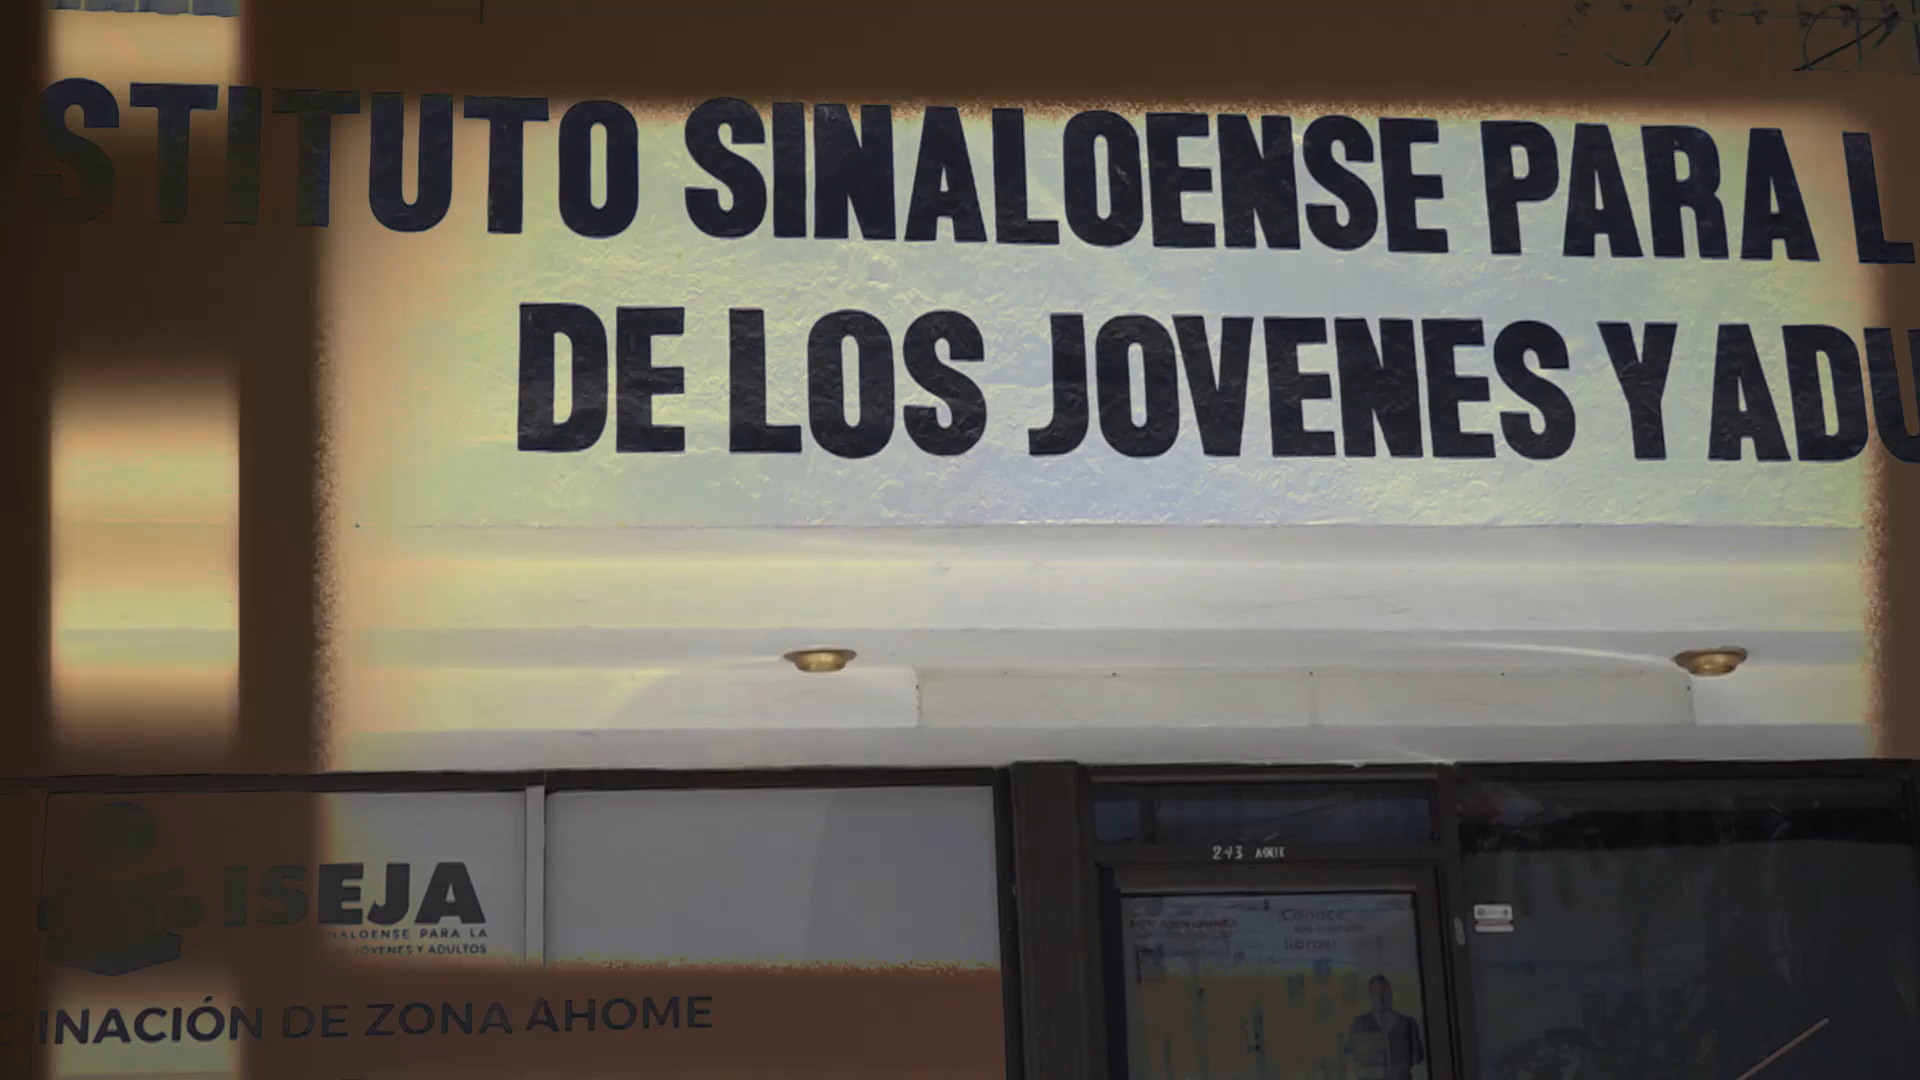 STITUTO SINALOENSE PARA L
DE LOS JOVENES Y ADU
ISEJA
NALOENSE PARA LA
JÓVENES Y ADULTOS
INACIÓN DE ZONA AHOME
243
Conoce
libros!